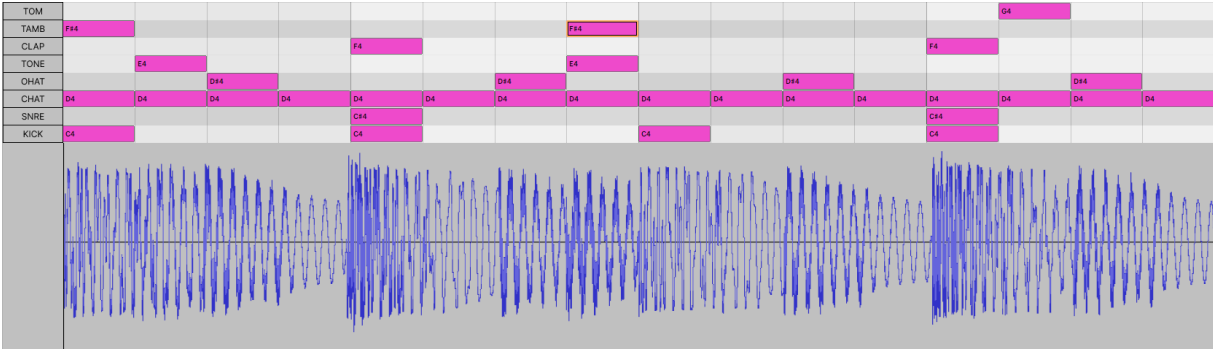 TOM G4
TAMB F#4 F#4
CLAP F4 F4
TONE E4 E4
OHAT D#4 D#4 D#4 D#4
CHAT D4 D4 D4 D4 D4 D4 D4 D4 D4 D4 D4 D4 D4 D4 D4 D4
SNRE C#4 C#4
KICK C4 C4 C4 C4